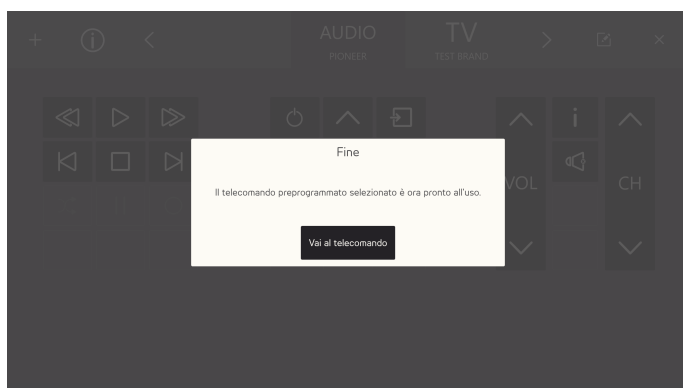 AUDIO
PIONEER
TV
TEST BRAND
Fine
Il telecomando preprogrammato selezionato è ora pronto all'uso.
Vai al telecomando
VOL
CH